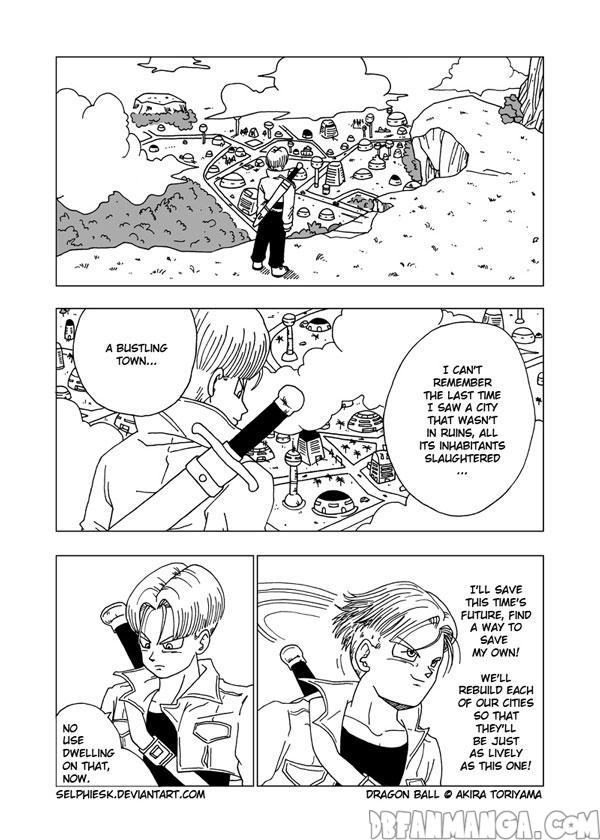 A BUSTLING
TOWN...
I CAN'T
REMEMBER
THE LAST TIME
I SAW A CITY
THAT WASN'T
IN RUINS, ALL
ITS INHABITANTS
SLAUGHTERED
...
NO
USE
DWELLING
ON THAT,
NOW.
I'LL SAVE
THIS TIME'S
FUTURE, FIND
A WAY TO
SAVE
MY OWN!
WE'LL
REBUILD EACH
OF OUR CITIES
SO THAT
THEY'LL
BE JUST
AS LIVELY
AS THIS ONE!
SELPHIESK.DEVIANTART.COM
DRAGON BALL © AKIRA TORIYAMA
DBFANMANGA.COM